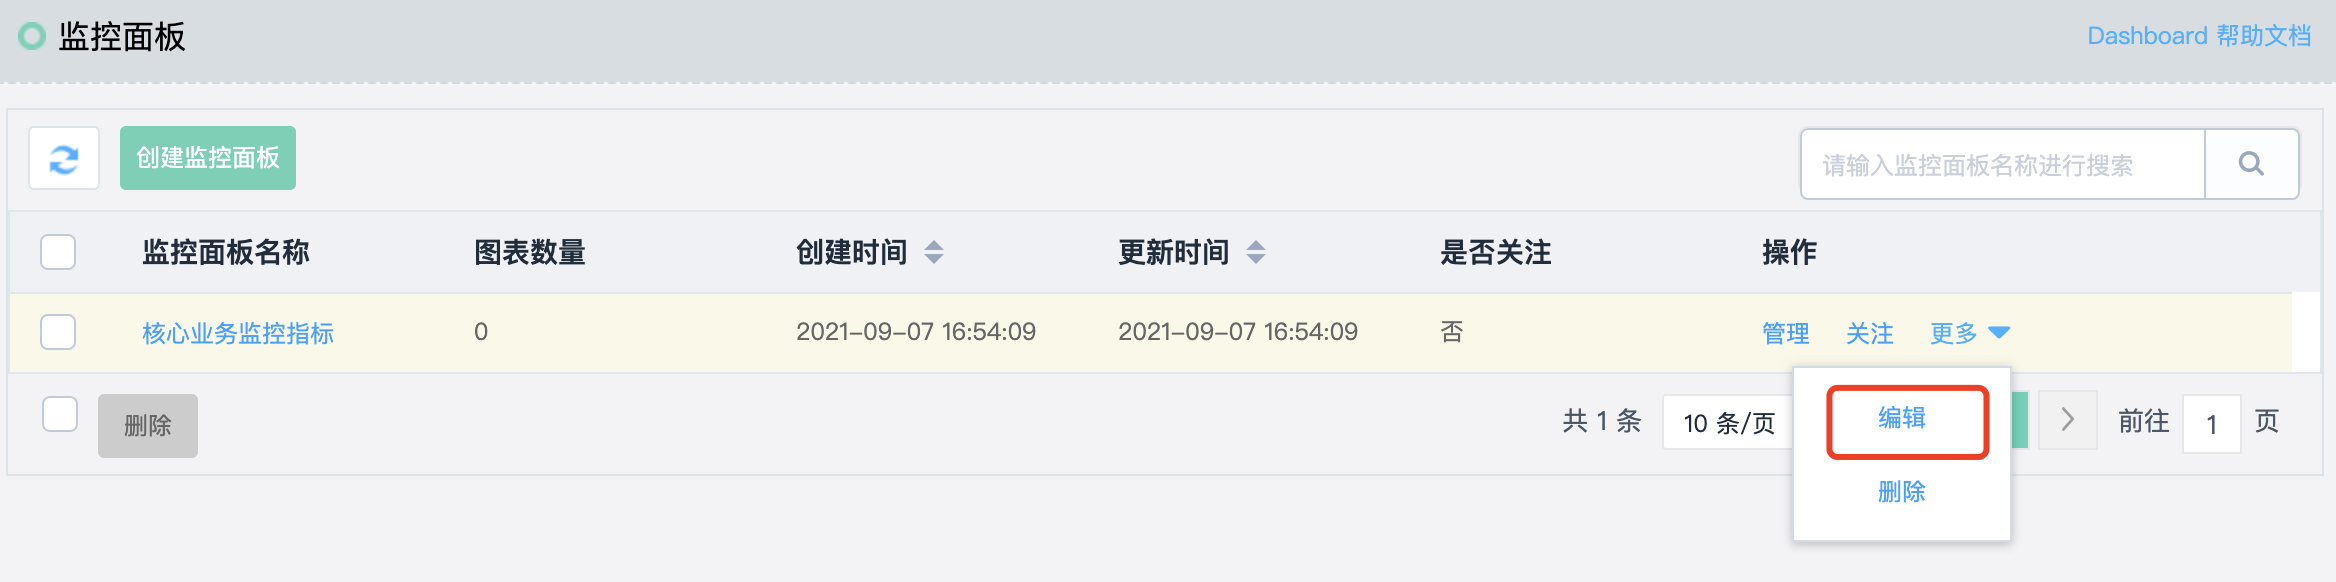 监控面板
Dashboard 帮助文档
创建监控面板
请输入监控面板名称进行搜索
监控面板名称 图表数量 创建时间 更新时间 是否关注 操作
核心业务监控指标 0 2021-09-07 16:54:09 2021-09-07 16:54:09 否 管理 关注 更多
删除 共 1 条 10 条/页 前往 1 页
编辑
删除